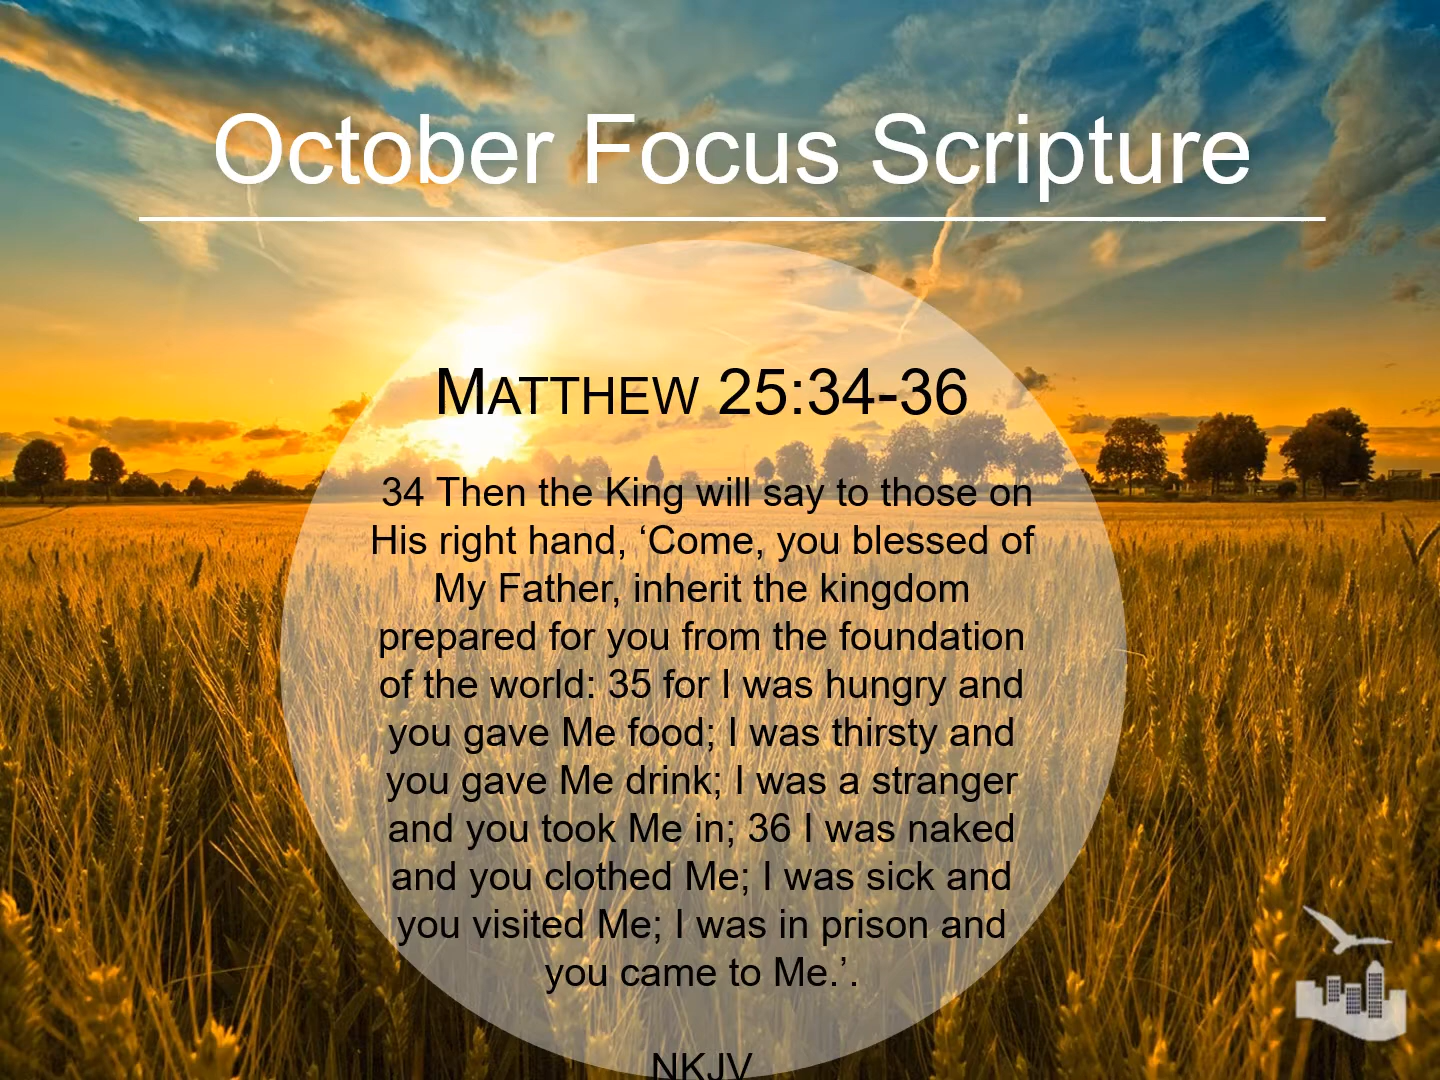 October Focus Scripture
MATTHEW 25:34-36
34 Then the King will say to those on
His right hand, ‘Come, you blessed of
My Father, inherit the kingdom
prepared for you from the foundation
of the world: 35 for I was hungry and
you gave Me food; I was thirsty and
you gave Me drink; I was a stranger
and you took Me in; 36 I was naked
and you clothed Me; I was sick and
you visited Me; I was in prison and
you came to Me.’.
NKJV